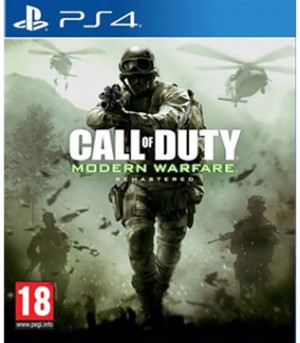 PS4
CALL OF DUTY
MODERN WARFARE
REMASTERED
18
www.pegi.info